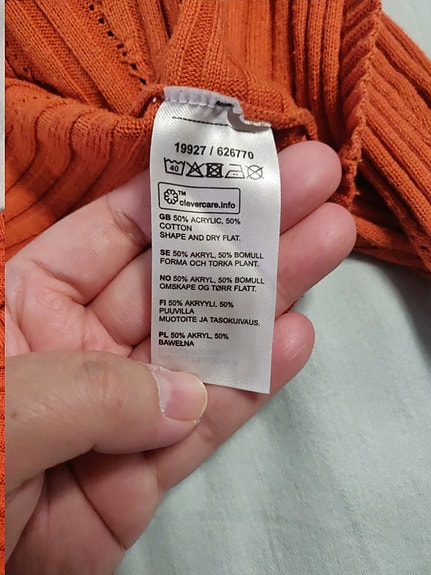 19927 / 626770
40
TM
clevercare.info
GB 50% ACRYLIC, 50%
COTTON
SHAPE AND DRY FLAT.
SE 50% AKRYL, 50% BOMULL
FORMA OCH TORKA PLANT.
NO 50% AKRYL, 50% BOMULL
OMSKAPE OG TØRR FLATT.
FI 50% AKRYYLI, 50%
PUUVILLA
MUOTOITE JA TASOKUIVAUS.
PL 50% AKRYL, 50%
BAWEŁNA